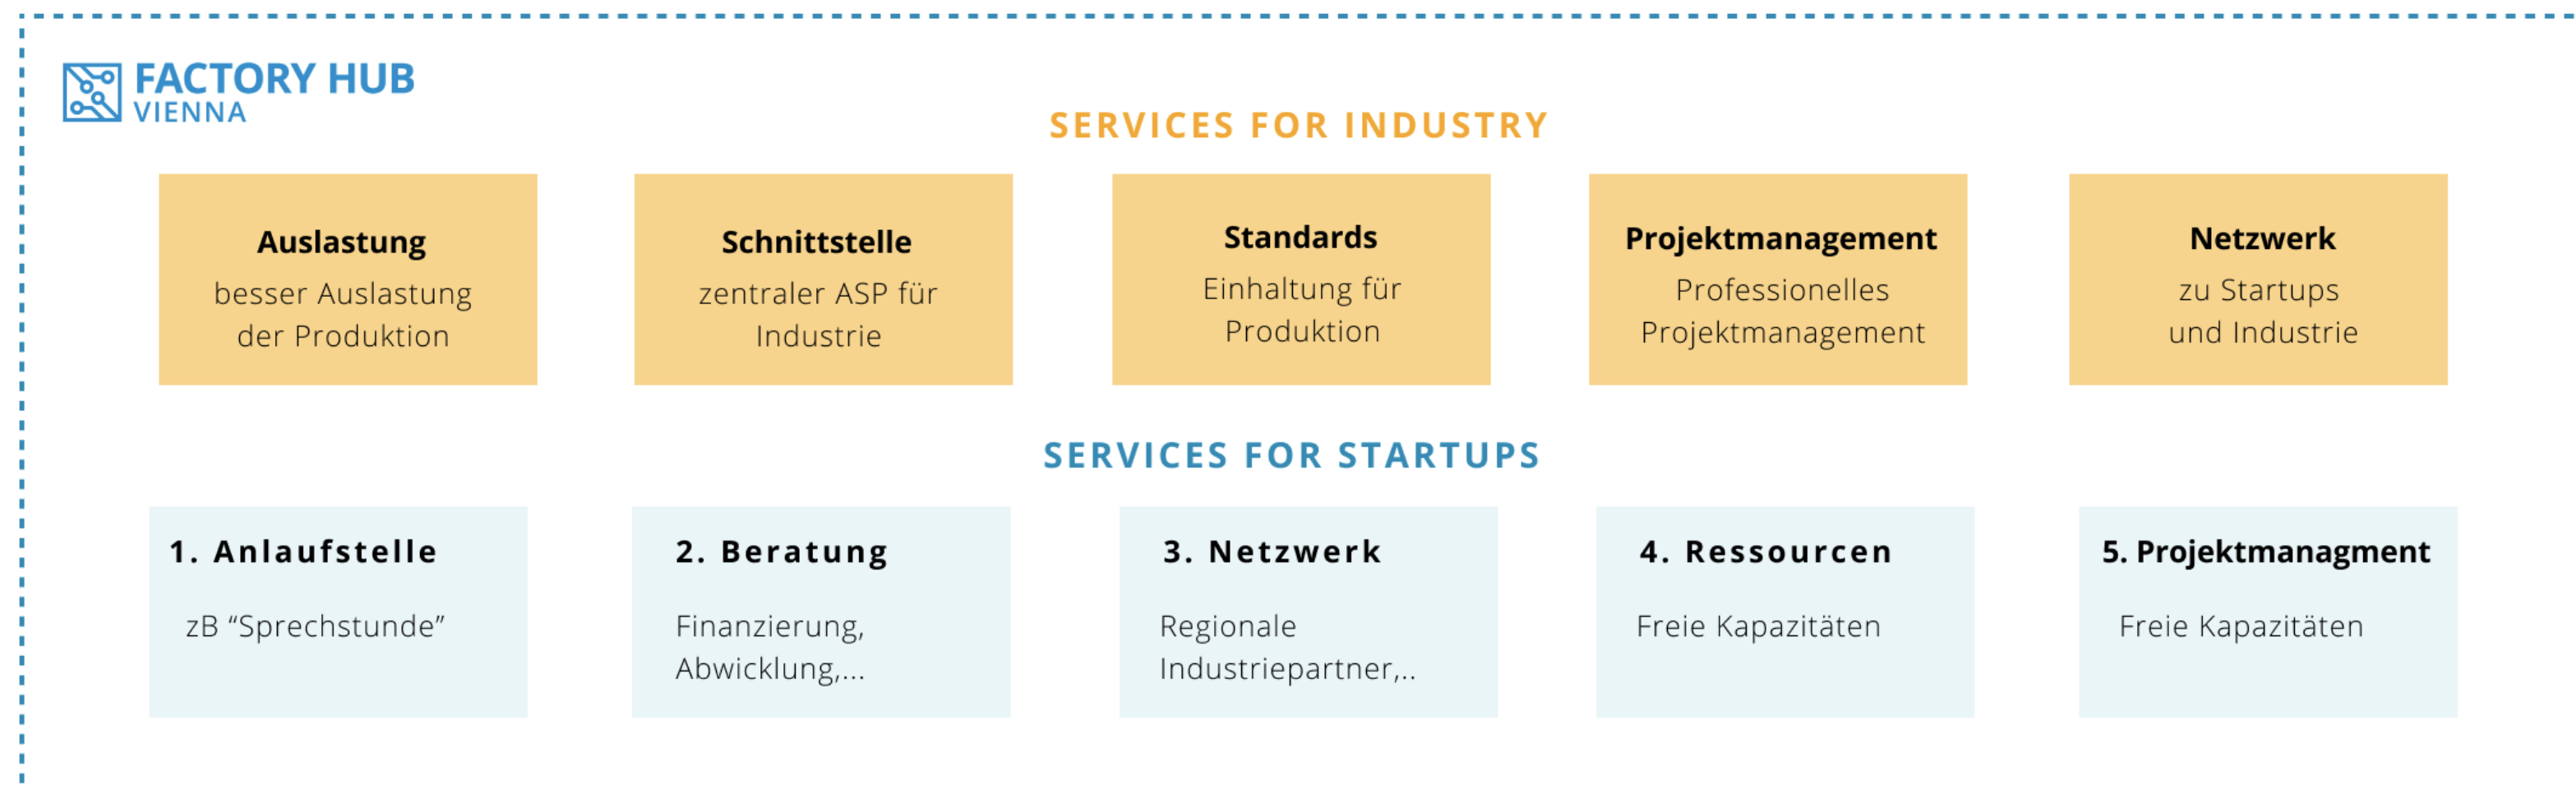 FACTORY HUB
VIENNA
SERVICES FOR INDUSTRY
Auslastung
besser Auslastung
der Produktion
Schnittstelle
zentraler ASP für
Industrie
Standards
Einhaltung für
Produktion
Projektmanagement
Professionelles
Projektmanagement
Netzwerk
zu Startups
und Industrie
SERVICES FOR STARTUPS
1. Anlaufstelle
zB “Sprechstunde”
2. Beratung
Finanzierung,
Abwicklung,...
3. Netzwerk
Regionale
Industriepartner,..
4. Ressourcen
Freie Kapazitäten
5. Projektmanagment
Freie Kapazitäten